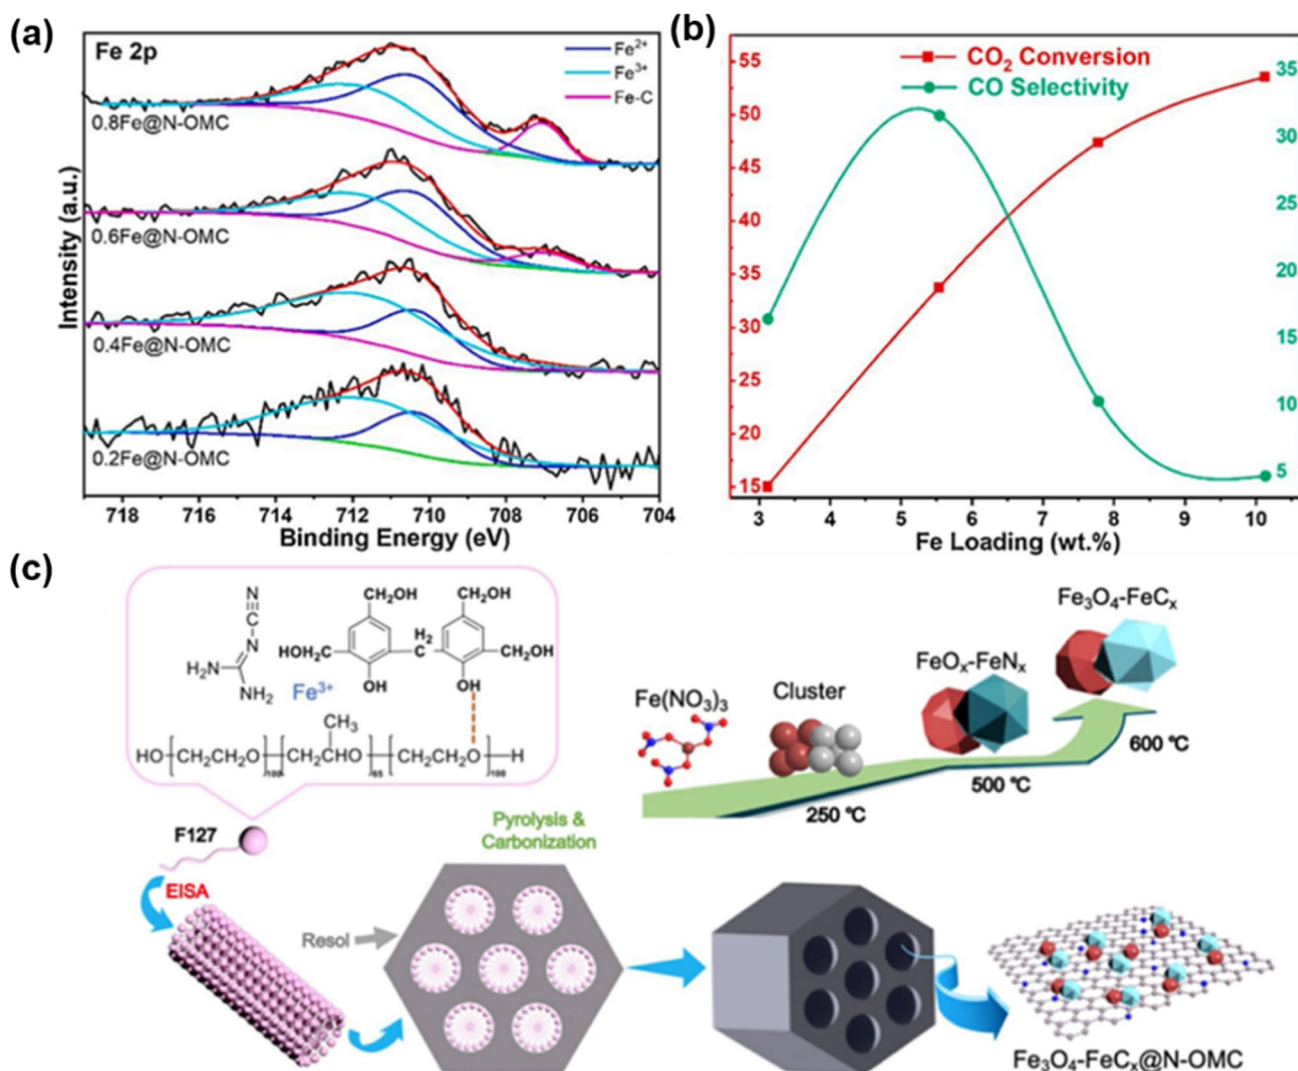 (a)
Fe 2p
Fe²⁺
Fe³⁺
Fe-C
0.8Fe@N-OMC
0.6Fe@N-OMC
0.4Fe@N-OMC
0.2Fe@N-OMC
Intensity (a.u.)
718 716 714 712 710 708 706 704
Binding Energy (eV)
(b)
CO₂ Conversion
CO Selectivity
55
50
45
40
35
30
25
20
15
35
30
25
20
15
10
5
3 4 5 6 7 8 9 10
Fe Loading (wt.%)
(c)
N
C
N
H₂N
NH₂
Fe³⁺
CH₂OH
CH₂OH
HOH₂C
H₂
C
CH₂OH
OH
OH
CH₃
HO[CH₂CH₂O]₁₀₀[CH₂CHO]₆₅[CH₂CH₂O]₁₀₀H
F127
EISA
Resol
Pyrolysis &
Carbonization
Fe(NO₃)₃
Cluster
FeOₓ-FeNₓ
Fe₃O₄-FeCₓ
250 ℃
500 ℃
600 ℃
Fe₃O₄-FeCₓ@N-OMC